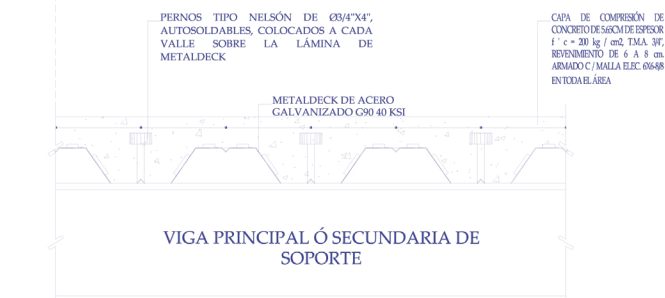 PERNOS TIPO NELSÓN DE Ø3/4"X4",
AUTOSOLDABLES, COLOCADOS A CADA
VALLE SOBRE LA LÁMINA DE
METALDECK
CAPA DE COMPRESIÓN DE
CONCRETO DE 5.65CM DE ESPESOR
f ´ c = 200 kg / cm2, T.M.A. 3/4",
REVENIMIENTO DE 6 A 8 cm.
ARMADO C / MALLA ELEC. 6X6-8/8
EN TODA EL ÁREA
METALDECK DE ACERO
GALVANIZADO G90 40 KSI
VIGA PRINCIPAL Ó SECUNDARIA DE
SOPORTE